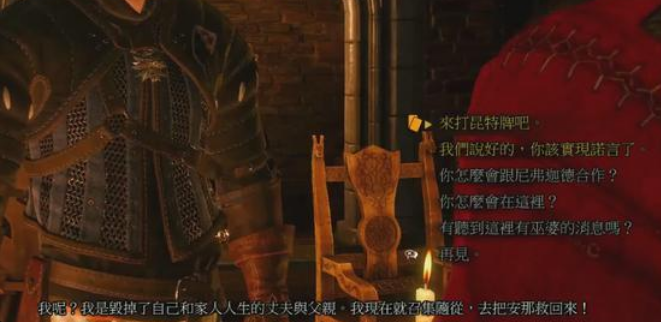 來打昆特牌吧。
我們說好的，你該實現諾言了。
你怎麼會跟尼弗迦德合作？
你怎麼會在這裡？
有聽到這裡有巫婆的消息嗎？
再見。
我呢？我是毀掉了自己和家人人生的丈夫與父親。我現在就召集隨從，去把安那救回來！